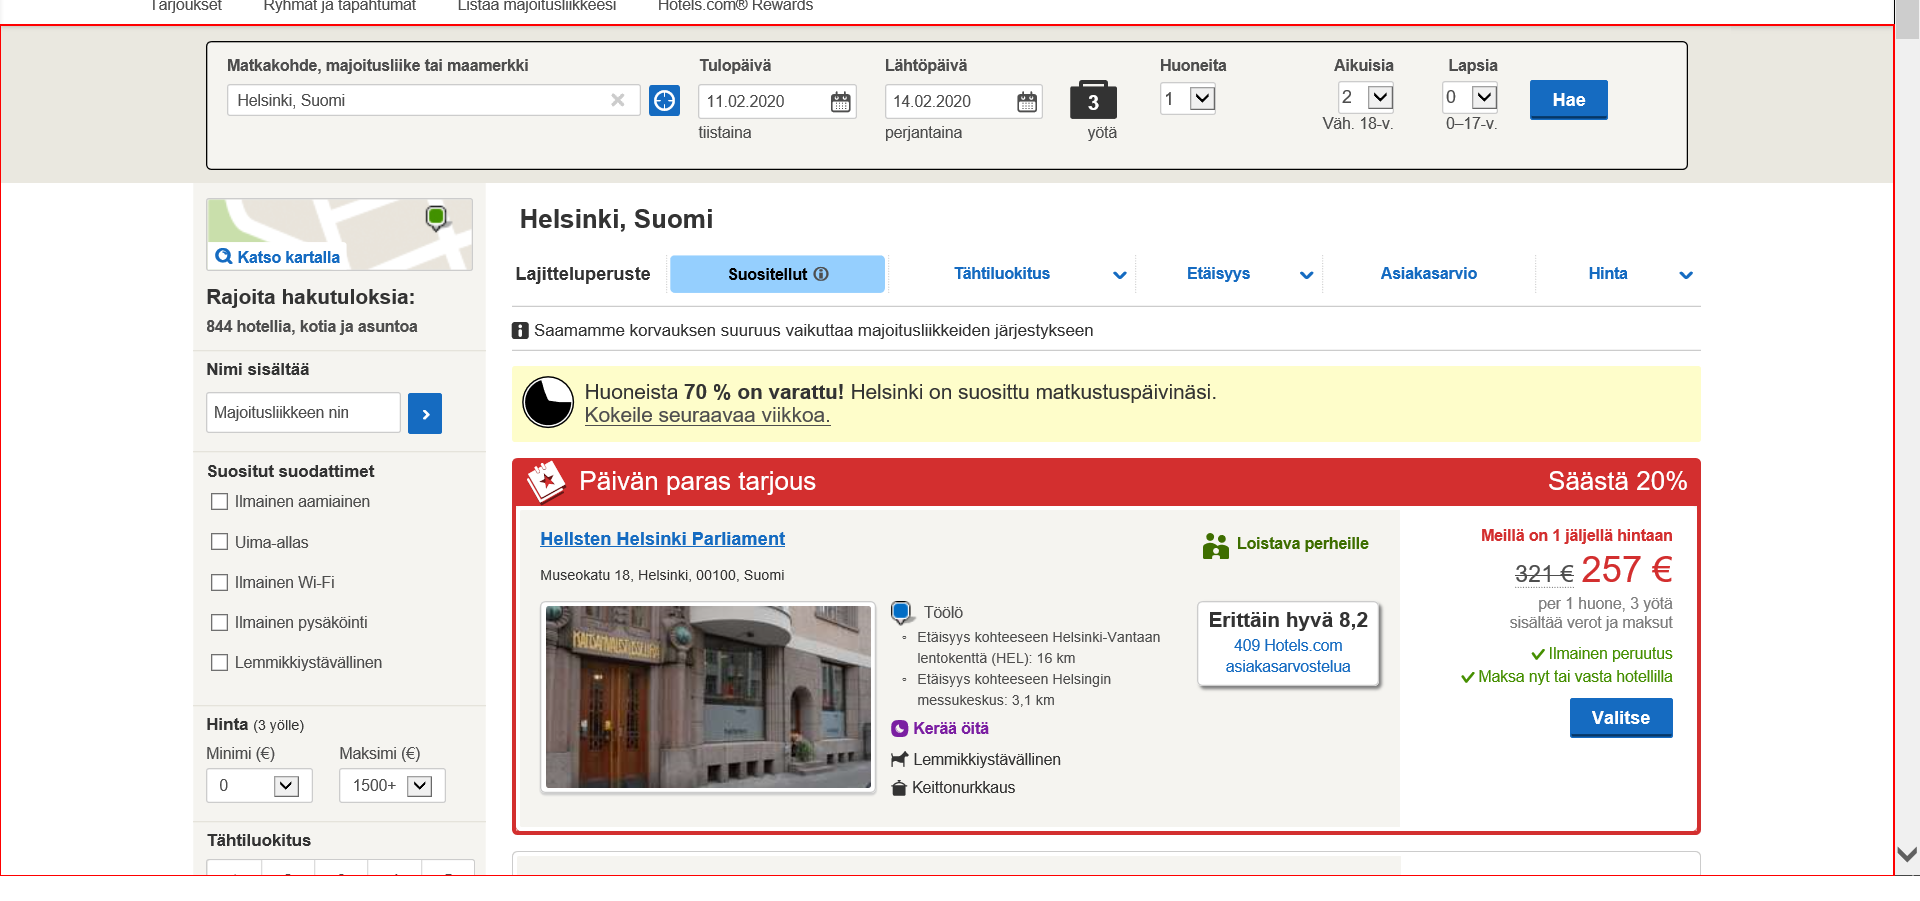 Tarjoukset Ryhmät ja tapahtumat Listaa majoitusliikkeesi Hotels.com® Rewards
Matkakohde, majoitusliike tai maamerkki
Helsinki, Suomi
Tulopäivä
11.02.2020
tiistaina
Lähtöpäivä
14.02.2020
perjantaina
3
yötä
Huoneita
1
Aikuisia
2
Väh. 18-v.
Lapsia
0
0–17-v.
Hae
Katso kartalla
Rajoita hakutuloksia:
844 hotellia, kotia ja asuntoa
Nimi sisältää
Majoitusliikkeen nin
Suositut suodattimet
Ilmainen aamiainen
Uima-allas
Ilmainen Wi-Fi
Ilmainen pysäköinti
Lemmikkiystävällinen
Hinta (3 yölle)
Minimi (€) Maksimi (€)
0 1500+
Tähtiluokitus
Helsinki, Suomi
Lajitteluperuste Suositellut Tähtiluokitus Etäisyys Asiakasarvio Hinta
Saamamme korvauksen suuruus vaikuttaa majoitusliikkeiden järjestykseen
Huoneista 70 % on varattu! Helsinki on suosittu matkustuspäivinäsi.
Kokeile seuraavaa viikkoa.
Päivän paras tarjous Säästä 20%
Hellsten Helsinki Parliament
Museokatu 18, Helsinki, 00100, Suomi
Töölö
Etäisyys kohteeseen Helsinki-Vantaan
lentokenttä (HEL): 16 km
Etäisyys kohteeseen Helsingin
messukeskus: 3,1 km
Kerää öitä
Lemmikkiystävällinen
Keittonurkkaus
Loistava perheille
Erittäin hyvä 8,2
409 Hotels.com
asiakasarvostelua
Meillä on 1 jäljellä hintaan
321 € 257 €
per 1 huone, 3 yötä
sisältää verot ja maksut
Ilmainen peruutus
Maksa nyt tai vasta hotellilla
Valitse